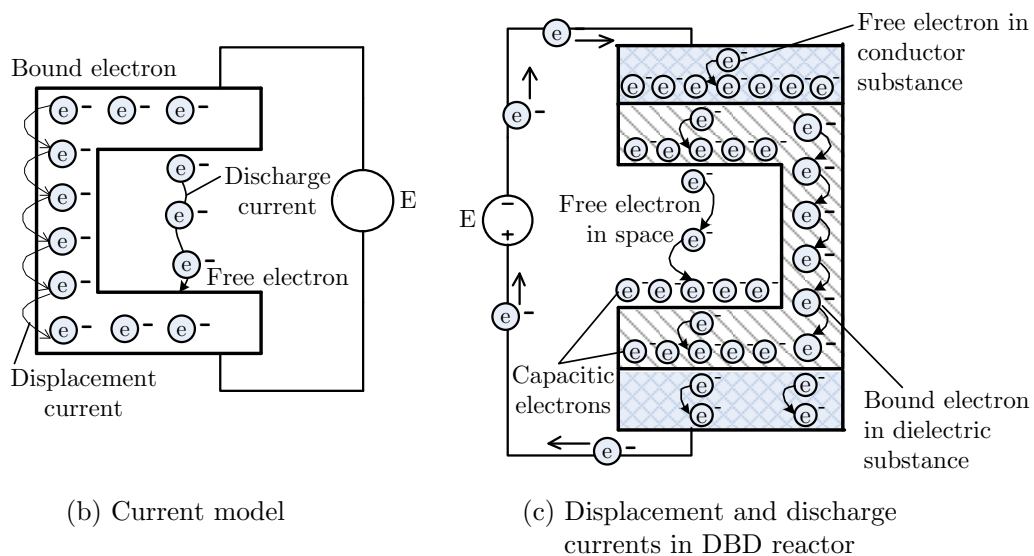 Bound electron
e- e- e-
e-
e-
e-
e-
e- e- e-
e-
e-
e-
Discharge
current
Free electron
E
Displacement
current
(b) Current model
e-
e-
E
-
+
e-
e-
Free electron in
conductor
substance
e-
e- e- e- e- e- e- e-
e-
e- e- e- e- e-
e-
e-
e-
e-
e-
e-
e-
Free electron
in space
e-
e- e- e- e- e-
e-
e- e- e- e- e-
Capacitic
electrons
e- e-
e- e-
Bound electron
in dielectric
substance
(c) Displacement and discharge
currents in DBD reactor